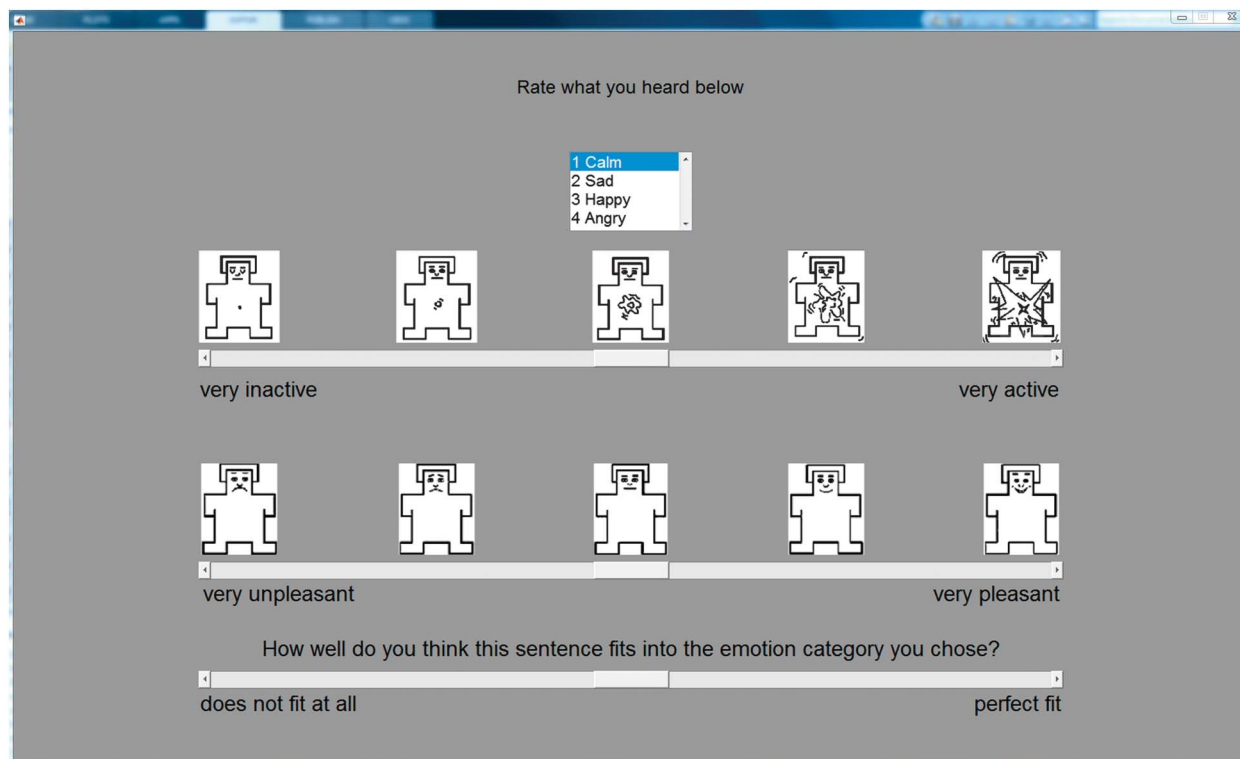 Rate what you heard below
1 Calm
2 Sad
3 Happy
4 Angry
very inactive very active
very unpleasant very pleasant
How well do you think this sentence fits into the emotion category you chose?
does not fit at all perfect fit